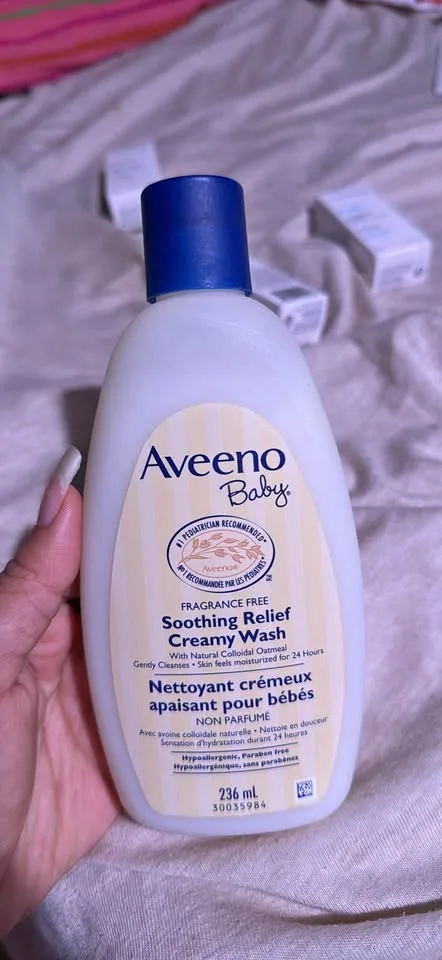 Aveeno
Baby®
#1 PEDIATRICIAN RECOMMENDED*
Aveeno®
Nº1 RECOMMANDÉE PAR LES PÉDIATRES*
FRAGRANCE FREE
Soothing Relief
Creamy Wash
With Natural Colloidal Oatmeal
Gently Cleanses • Skin feels moisturized for 24 Hours
Nettoyant crémeux
apaisant pour bébés
NON PARFUMÉ
Avec avoine colloïdale naturelle • Nettoie en douceur
Sensation d'hydratation durant 24 heures
Hypoallergenic, Paraben free
Hypoallergénique, sans parabènes
236 mL
30035984